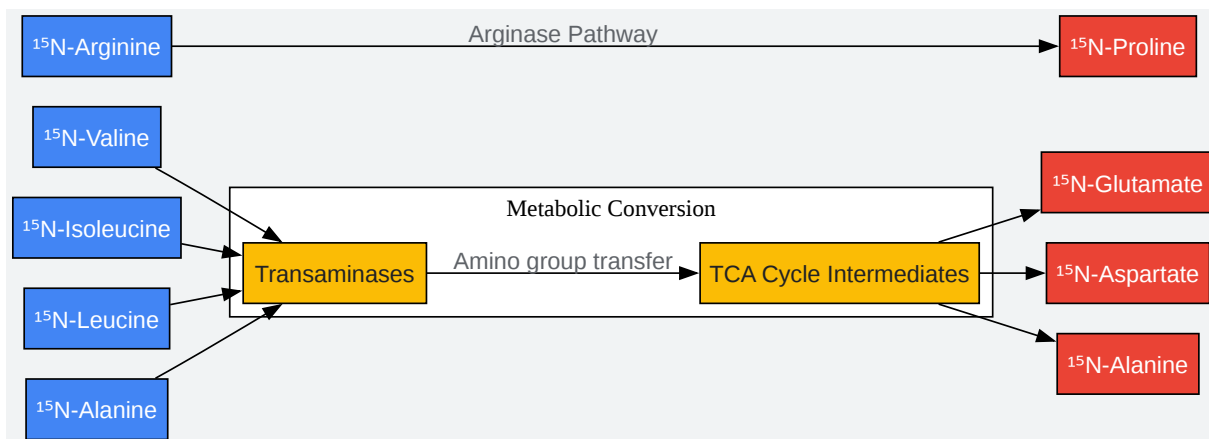 ¹⁵N-Arginine
Arginase Pathway
¹⁵N-Proline
¹⁵N-Valine
¹⁵N-Isoleucine
¹⁵N-Leucine
¹⁵N-Alanine
Metabolic Conversion
Transaminases
Amino group transfer
TCA Cycle Intermediates
¹⁵N-Glutamate
¹⁵N-Aspartate
¹⁵N-Alanine